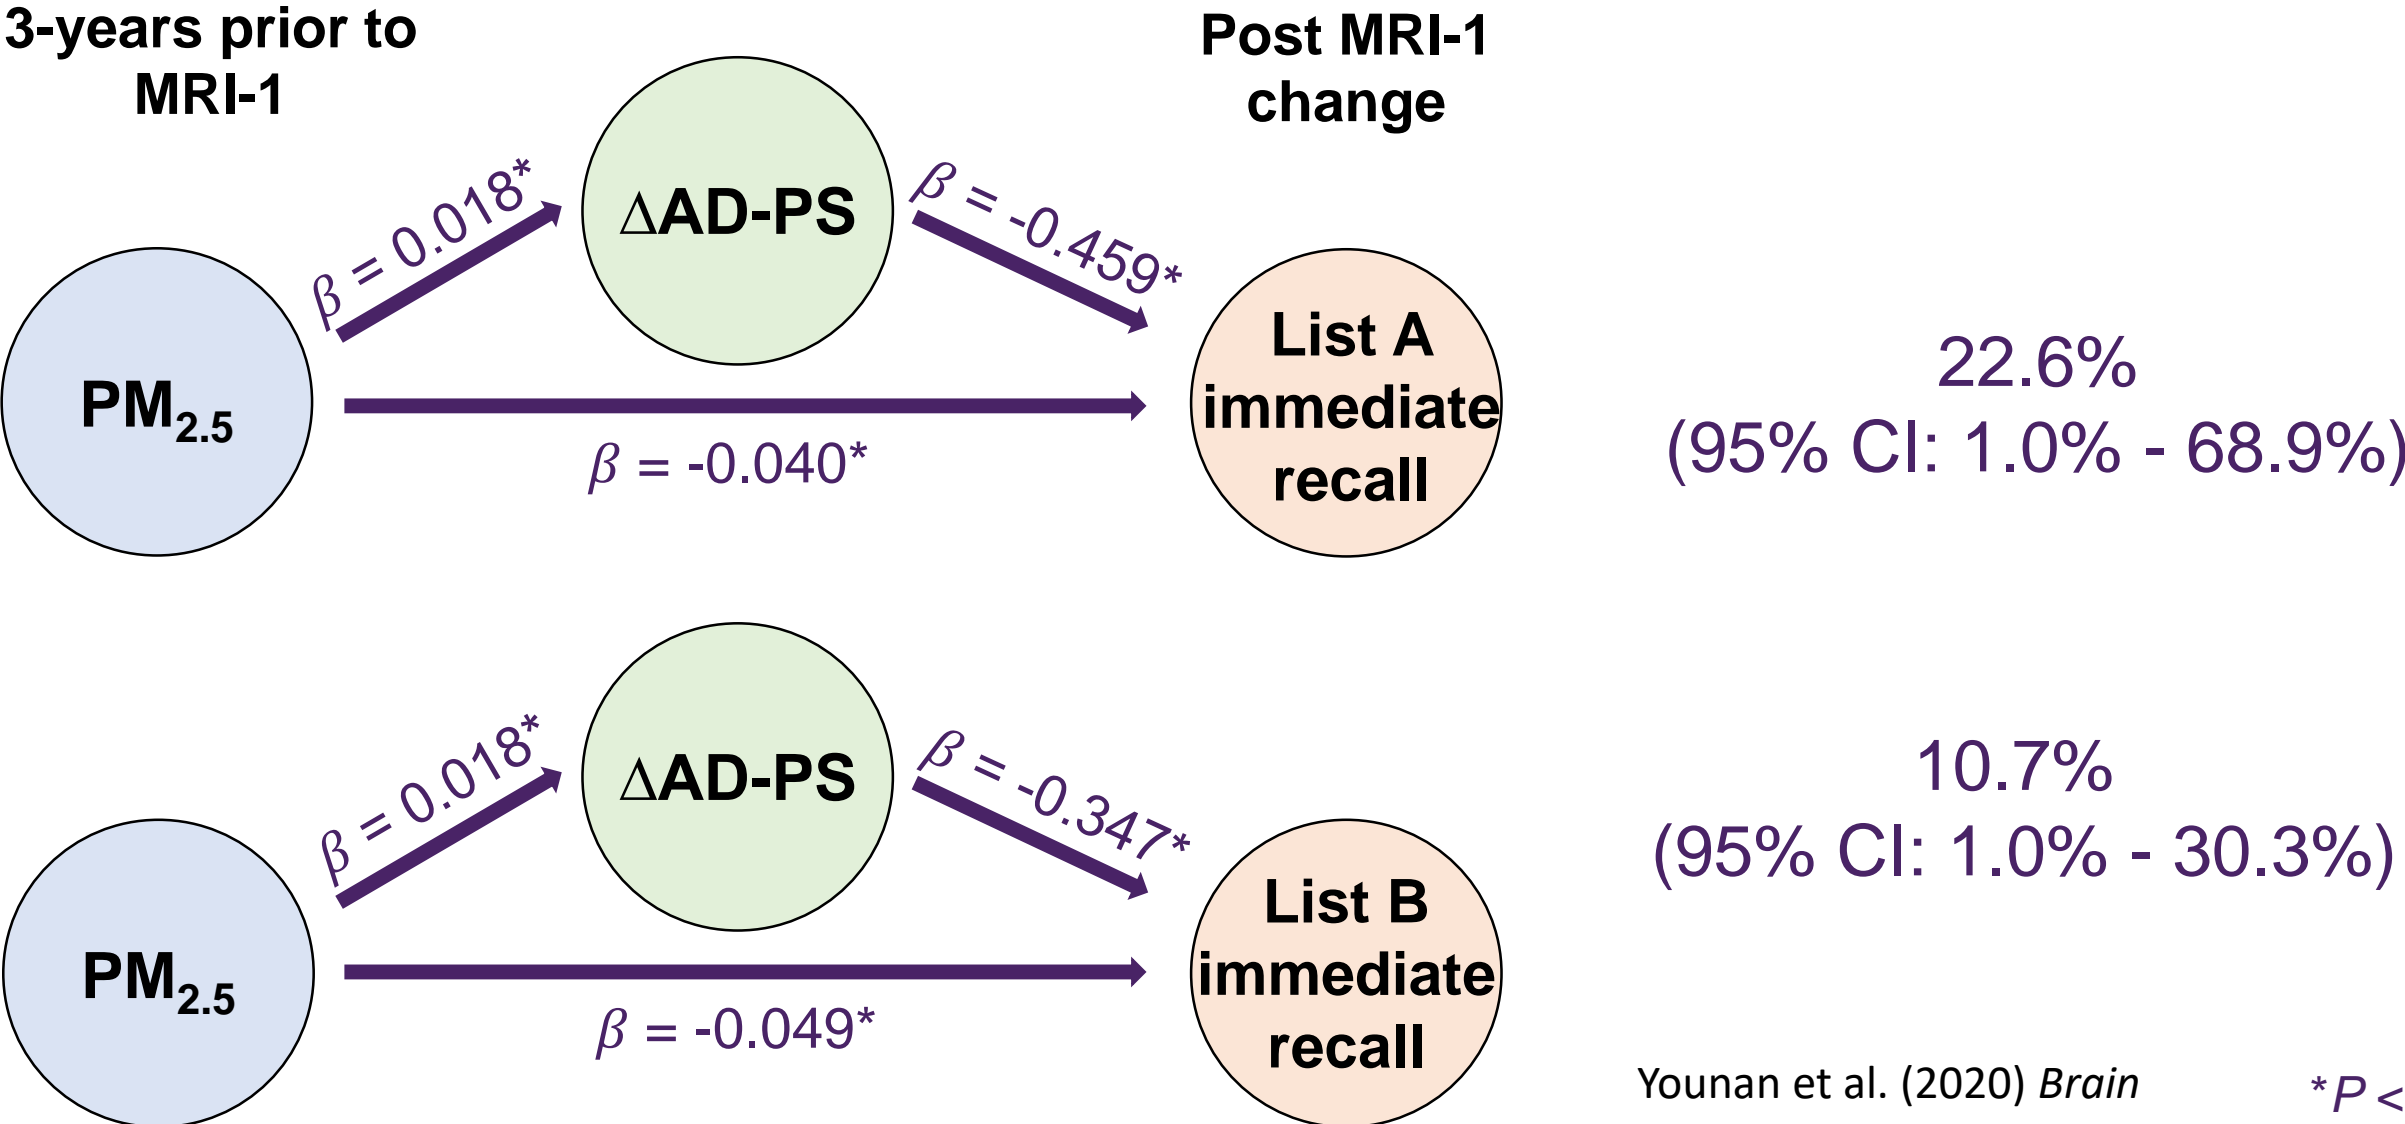 3-years prior to
MRI-1
Post MRI-1
change
β = 0.018*
ΔAD-PS
β = -0.459*
PM2.5
β = -0.040*
List A
immediate
recall
22.6%
(95% CI: 1.0% - 68.9%)
β = 0.018*
ΔAD-PS
β = -0.347*
PM2.5
β = -0.049*
List B
immediate
recall
10.7%
(95% CI: 1.0% - 30.3%)
Younan et al. (2020) Brain
*P <